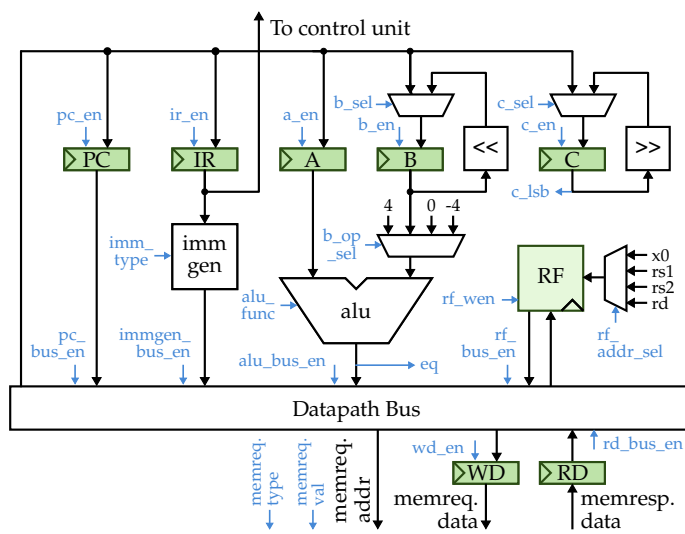 To control unit
pc_en
ir_en
a_en
b_sel
b_en
c_sel
c_en
PC
IR
A
B
<<
C
>>
c_lsb
imm_
type
imm
gen
4
0
-4
b_op
_sel
alu_
func
alu
RF
x0
rs1
rs2
rd
rf_wen
rf_
addr_sel
pc_
bus_en
immgen_
bus_en
alu_bus_en
eq
rf_
bus_en
Datapath Bus
memreq.
type
memreq.
val
memreq.
addr
wd_en
WD
memreq.
data
RD
memresp.
data
rd_bus_en